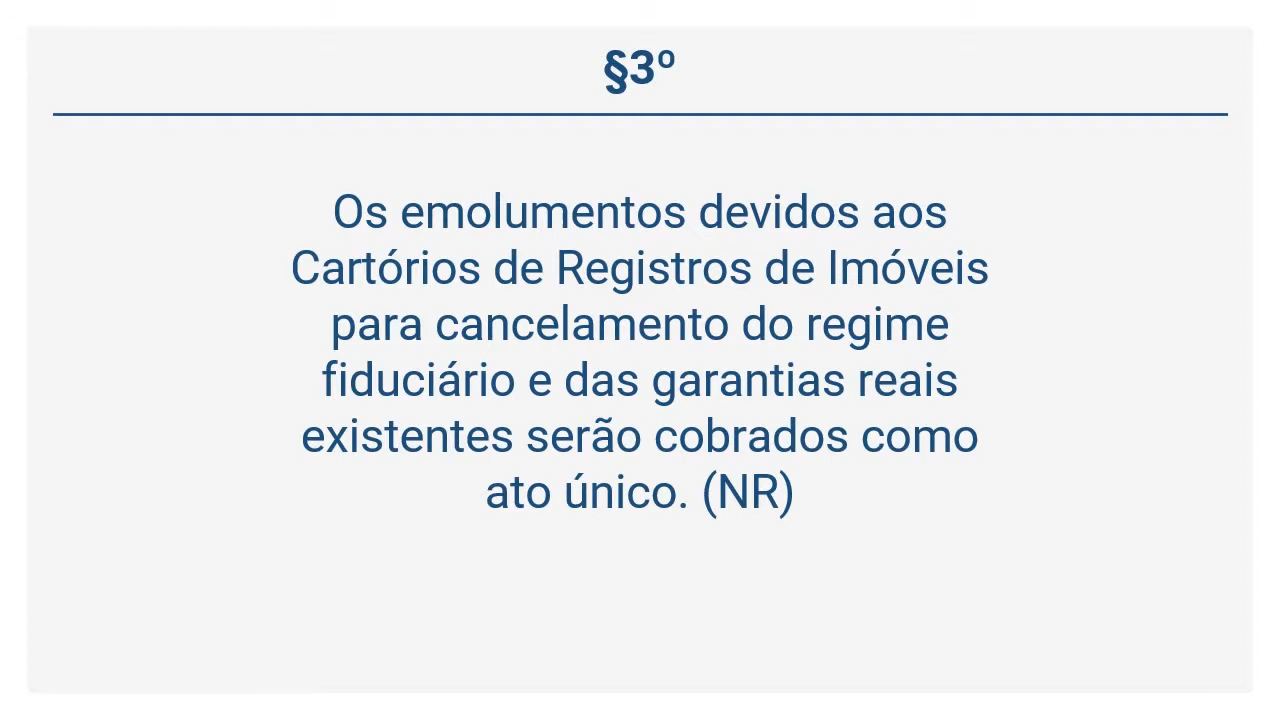 §3º
Os emolumentos devidos aos
Cartórios de Registros de Imóveis
para cancelamento do regime
fiduciário e das garantias reais
existentes serão cobrados como
ato único. (NR)